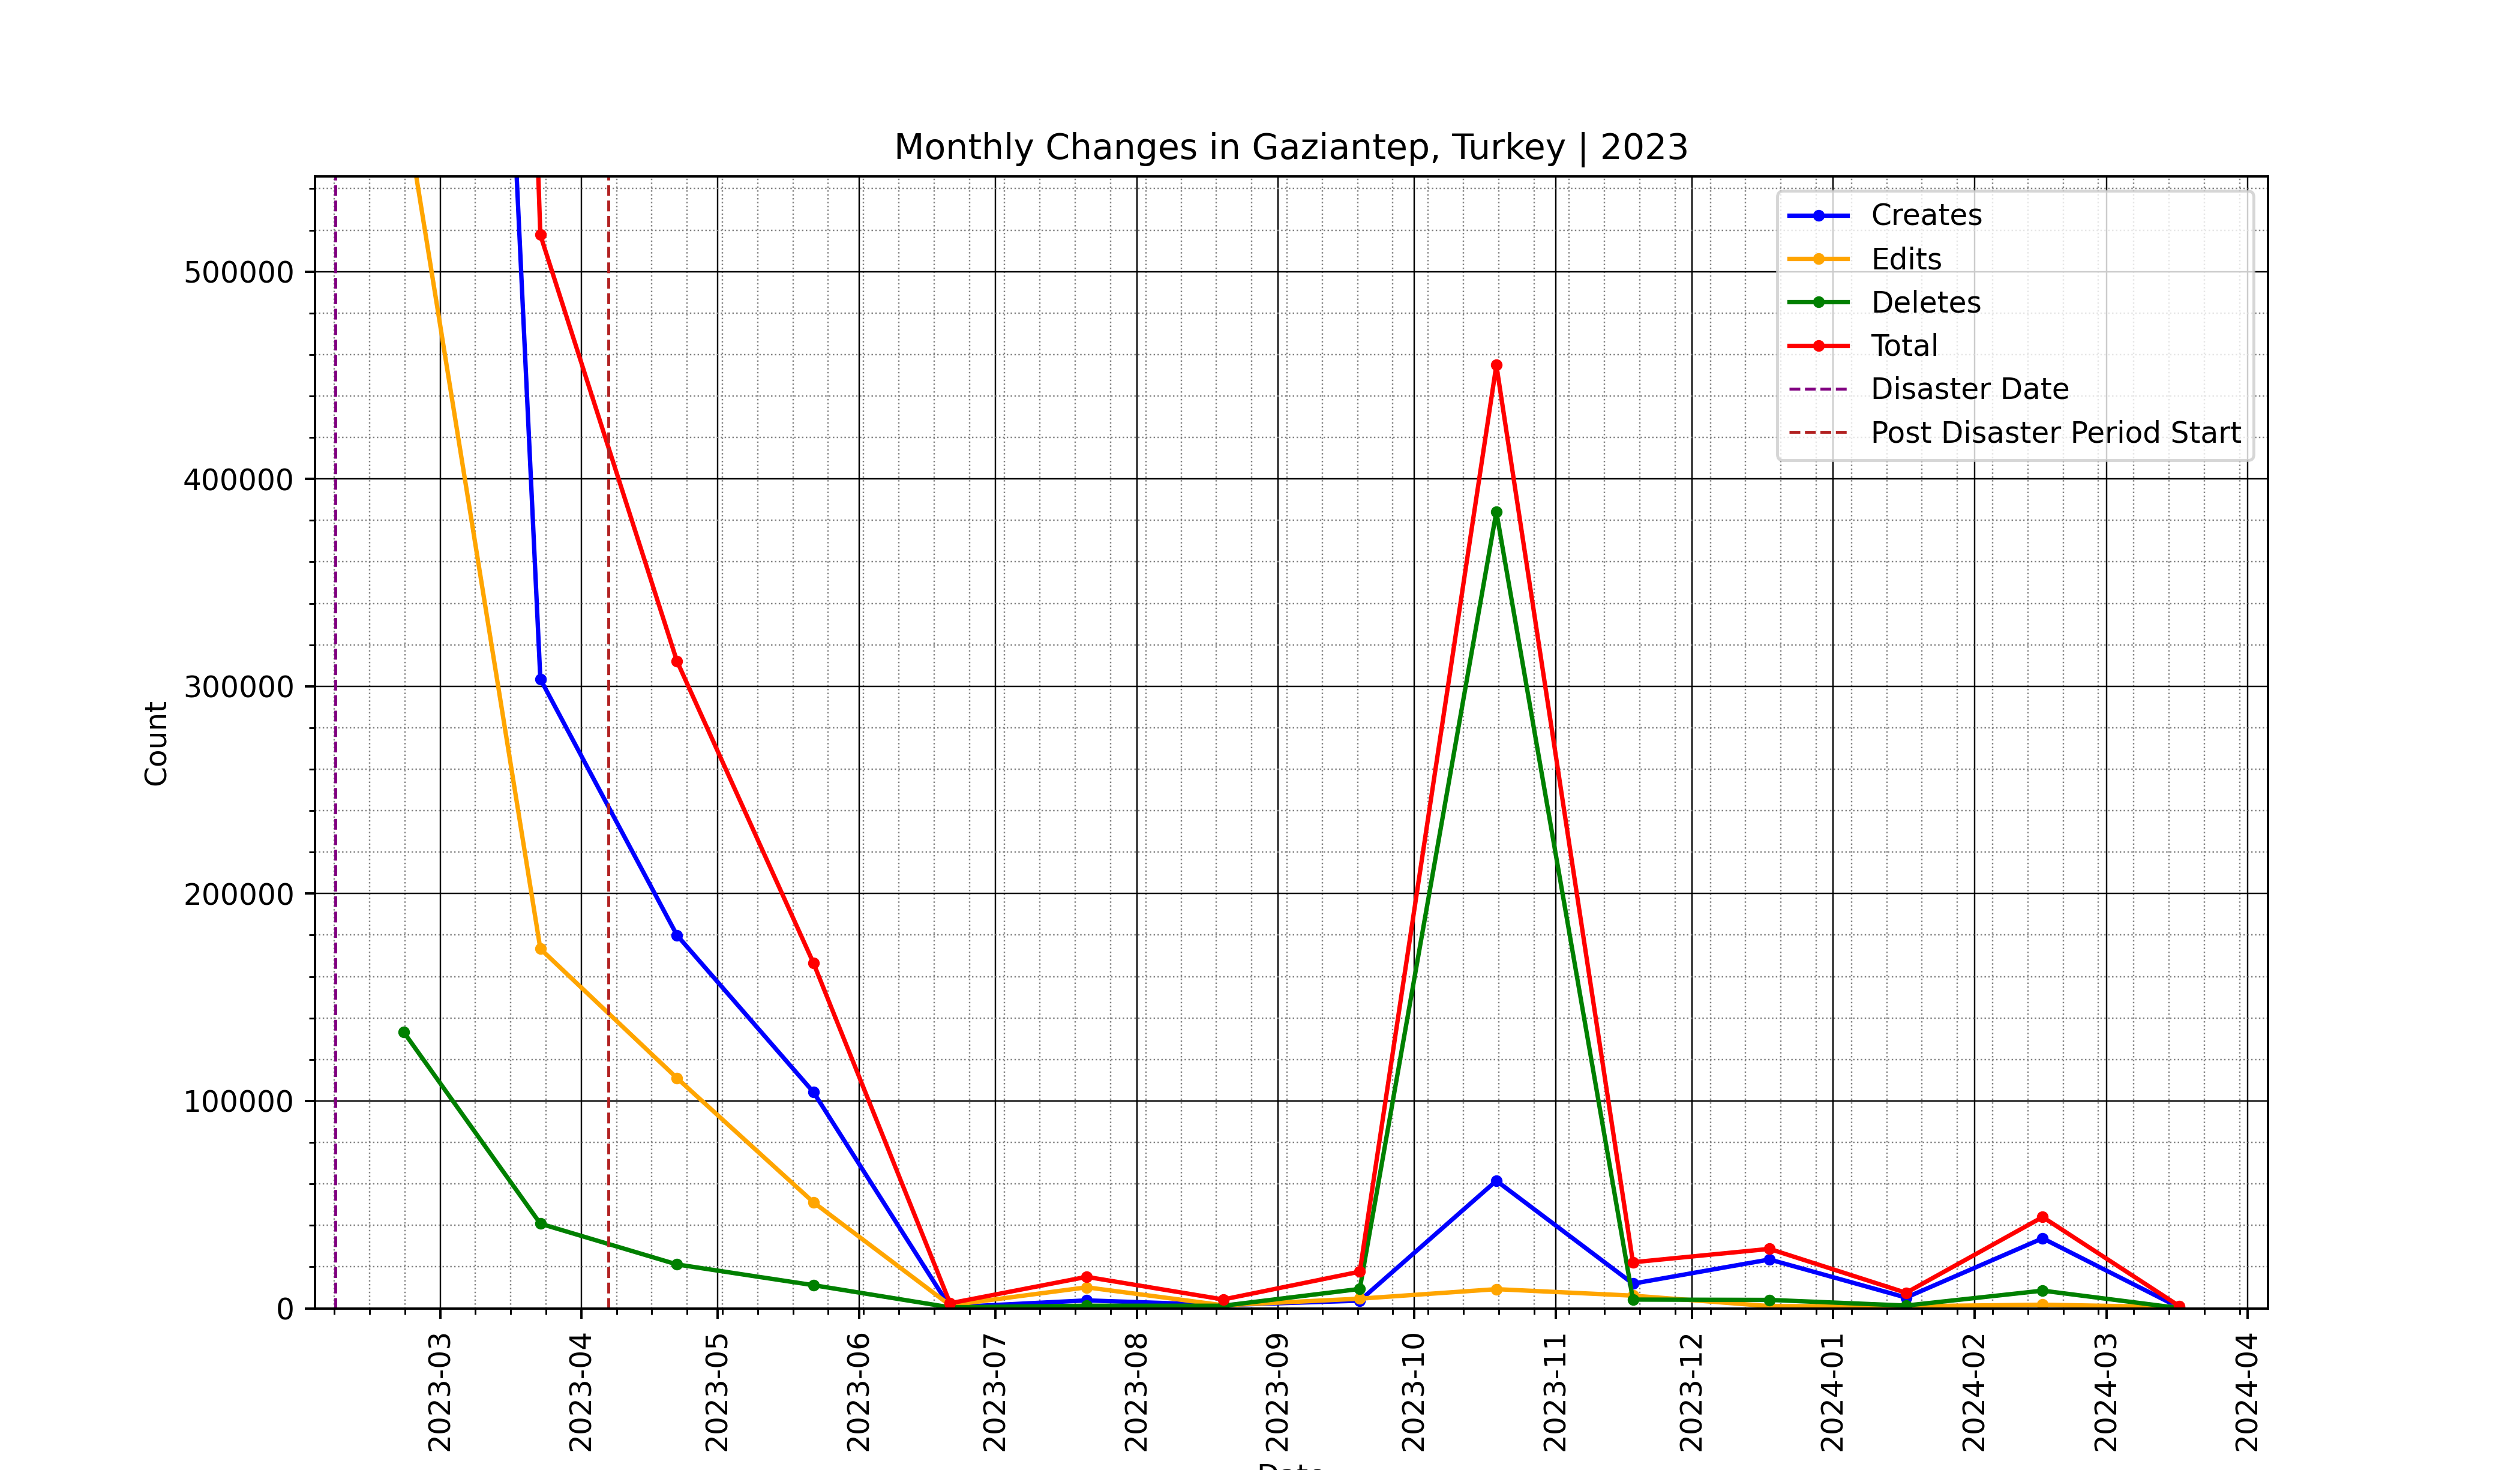 Monthly Changes in Gaziantep, Turkey | 2023
Creates
Edits
Deletes
Total
Disaster Date
Post Disaster Period Start
Count
500000
400000
300000
200000
100000
0
2023-03
2023-04
2023-05
2023-06
2023-07
2023-08
2023-09
2023-10
2023-11
2023-12
2024-01
2024-02
2024-03
2024-04